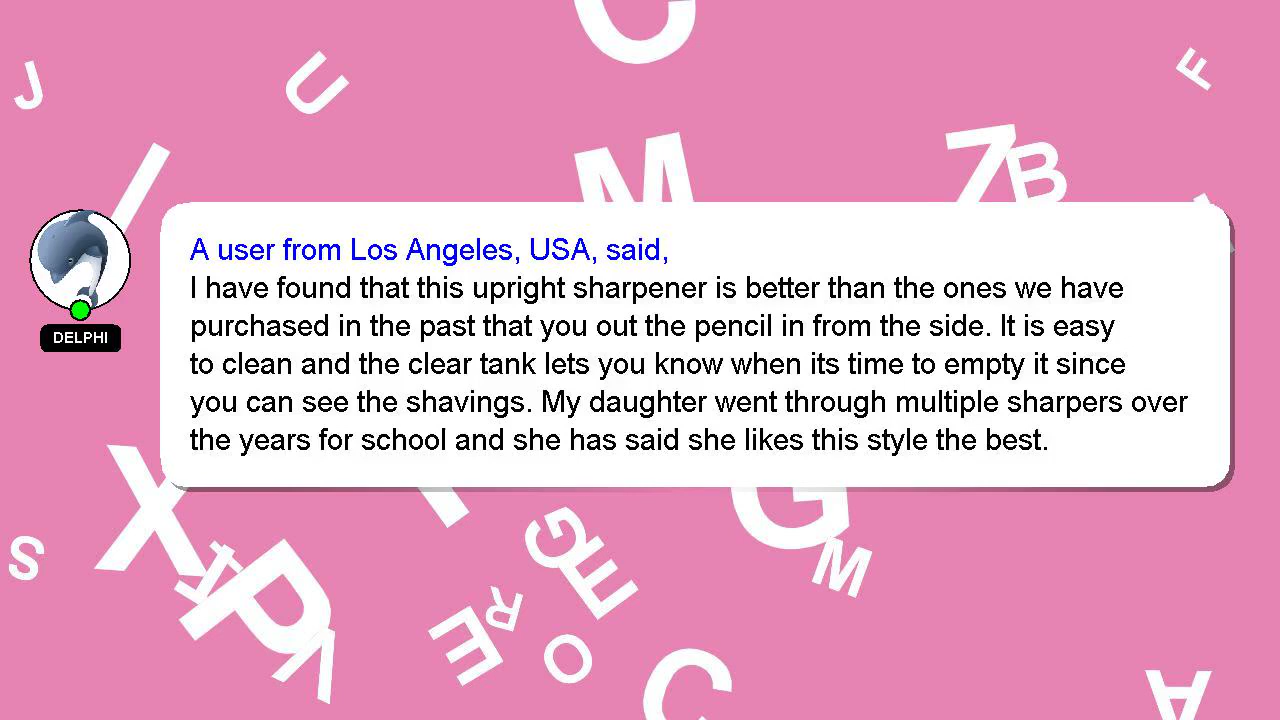 C
J
U
F
I
M
Z
B
DELPHI
A user from Los Angeles, USA, said,
I have found that this upright sharpener is better than the ones we have
purchased in the past that you out the pencil in from the side. It is easy
to clean and the clear tank lets you know when its time to empty it since
you can see the shavings. My daughter went through multiple sharpers over
the years for school and she has said she likes this style the best.
X
G
S
P
G
E
M
R
E
V
O
C
A